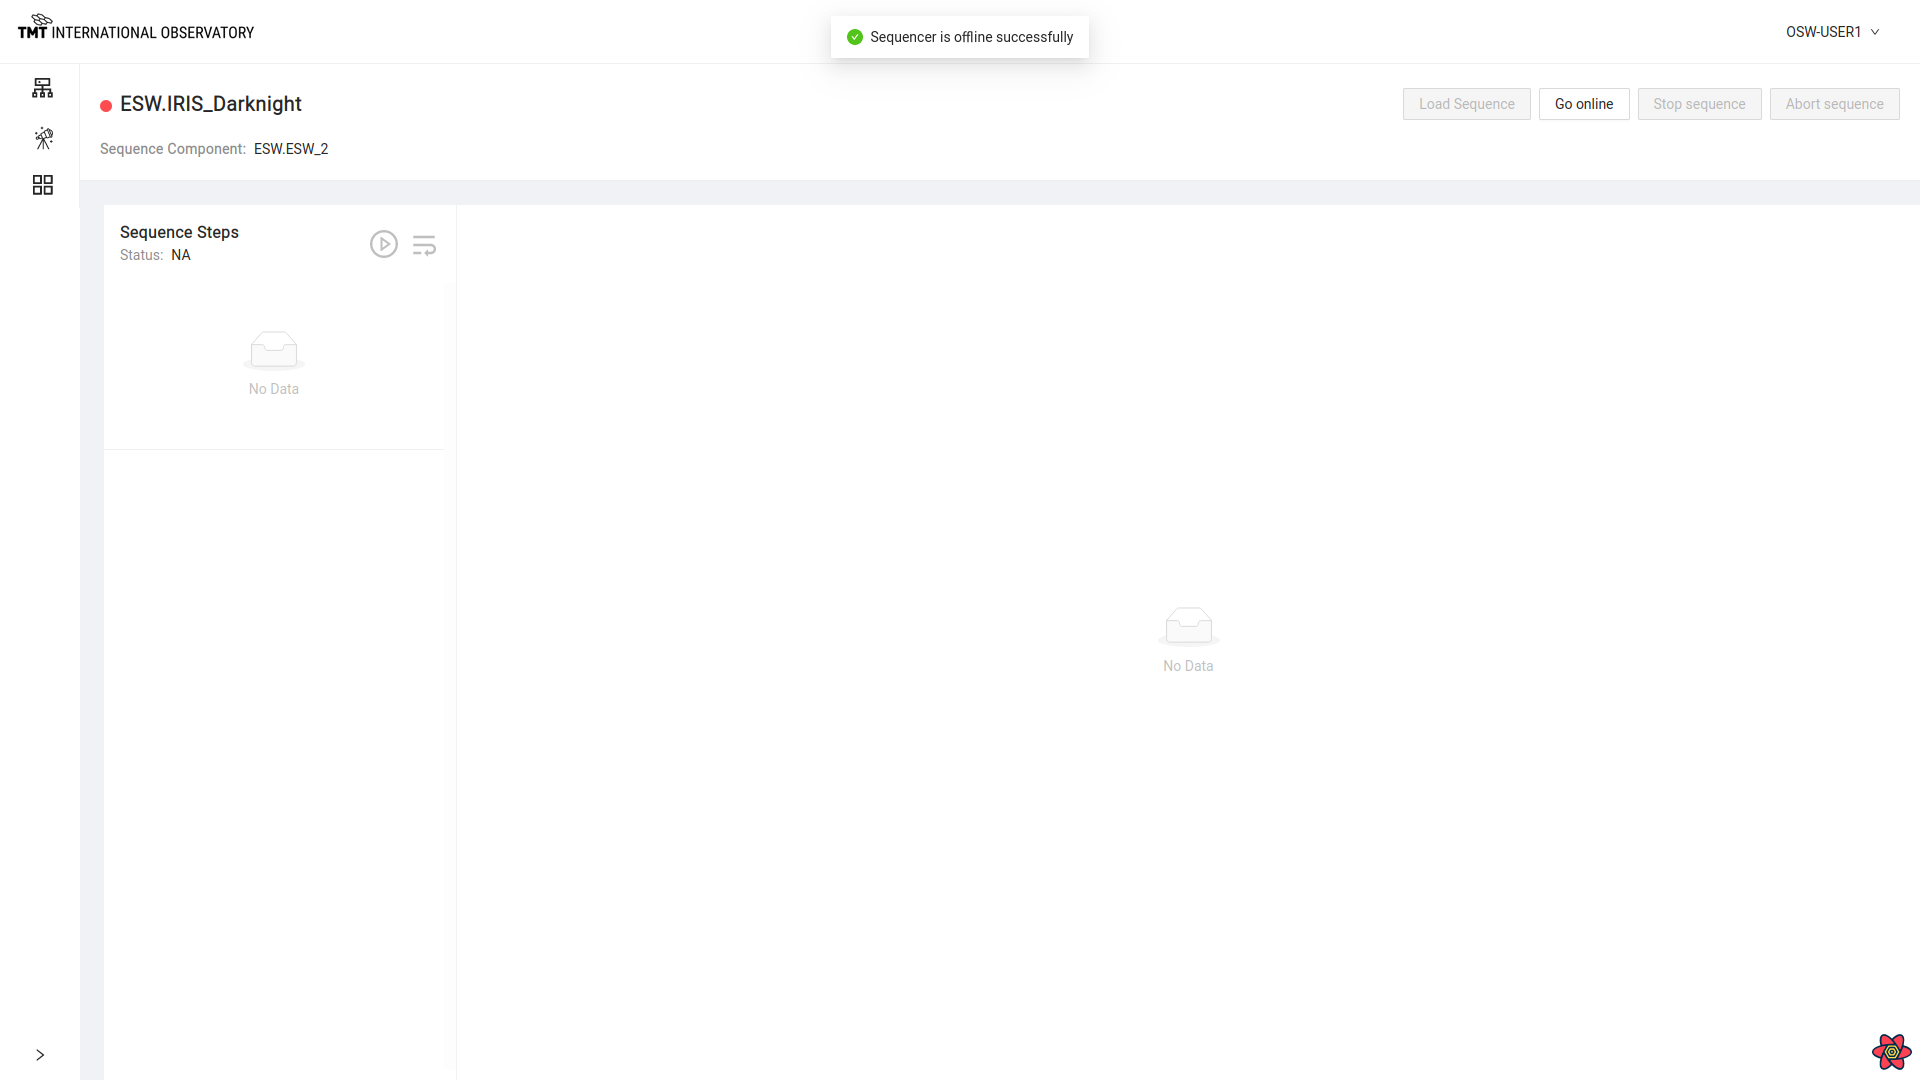 TMT INTERNATIONAL OBSERVATORY
Sequencer is offline successfully
OSW-USER1
ESW.IRIS_Darknight
Load Sequence
Go online
Stop sequence
Abort sequence
Sequence Component: ESW.ESW_2
Sequence Steps
Status: NA
No Data
No Data